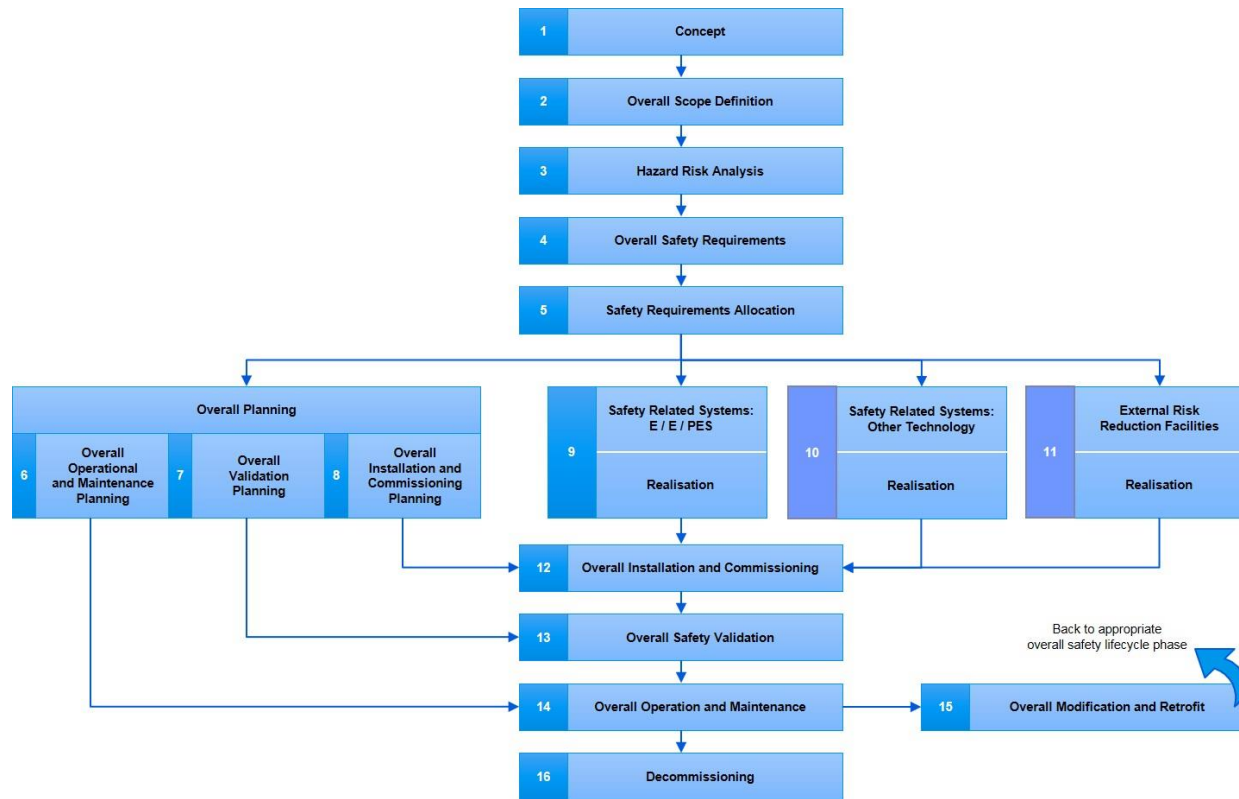 1
Concept
2
Overall Scope Definition
3
Hazard Risk Analysis
4
Overall Safety Requirements
5
Safety Requirements Allocation
Overall Planning
6
Overall
Operational
and Maintenance
Planning
7
Overall
Validation
Planning
8
Overall
Installation and
Commissioning
Planning
9
Safety Related Systems:
E / E / PES
Realisation
10
Safety Related Systems:
Other Technology
Realisation
11
External Risk
Reduction Facilities
Realisation
12
Overall Installation and Commissioning
13
Overall Safety Validation
Back to appropriate
overall safety lifecycle phase
14
Overall Operation and Maintenance
15
Overall Modification and Retrofit
16
Decommissioning